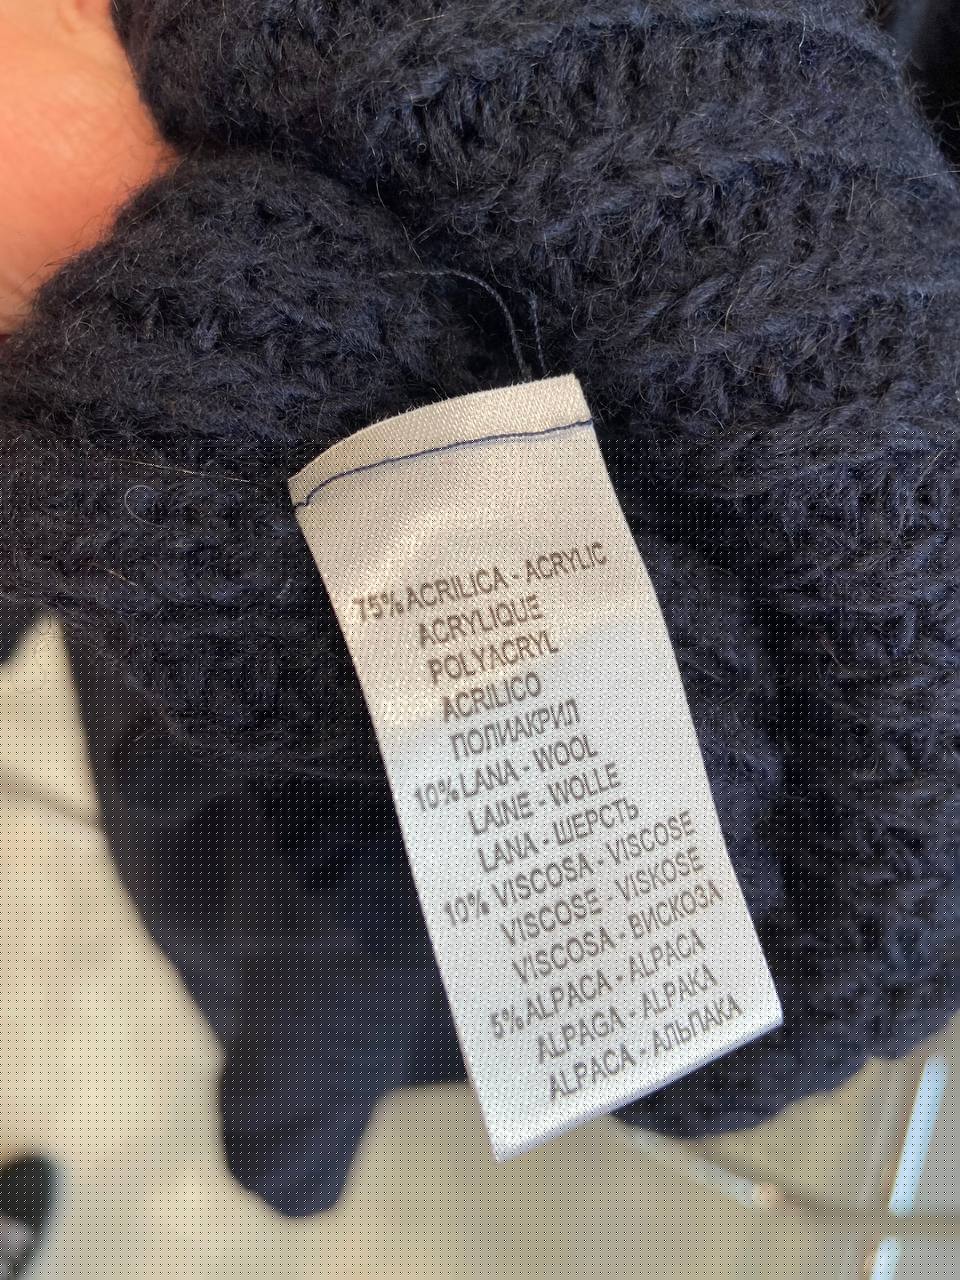 75% ACRILICA - ACRYLIC
ACRYLIQUE
POLYACRYL
ACRILICO
ПОЛИАКРИЛ
10% LANA - WOOL
LAINE - WOLLE
LANA - ШЕРСТЬ
10% VISCOSA - VISCOSE
VISCOSE - VISKOSE
VISCOSA - ВИСКОЗА
5% ALPACA - ALPACA
ALPAGA - ALPAKA
ALPACA - АЛЬПАКА